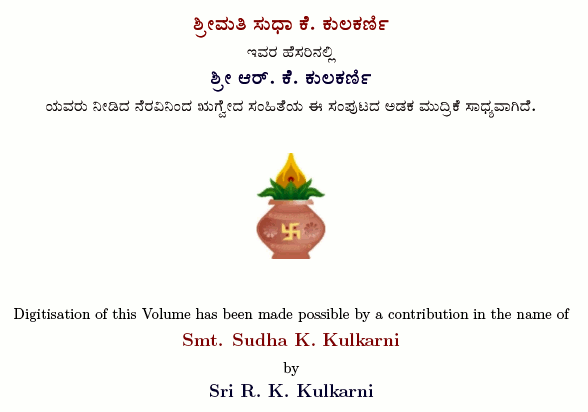 ಶ್ರೀಮತಿ ಸುಧಾ ಕೆ. ಕುಲಕರ್ಣಿ
ಇವರ ಹೆಸರಿನಲ್ಲಿ
ಶ್ರೀ ಆರ್. ಕೆ. ಕುಲಕರ್ಣಿ
ಯವರು ನೀಡಿದ ನೆರವಿನಿಂದ ಋಗ್ವೇದ ಸಂಹಿತೆಯ ಈ ಸಂಪುಟದ ಅಡಕ ಮುದ್ರಿಕೆ ಸಾಧ್ಯವಾಗಿದೆ.
Digitisation of this Volume has been made possible by a contribution in the name of
Smt. Sudha K. Kulkarni
by
Sri R. K. Kulkarni